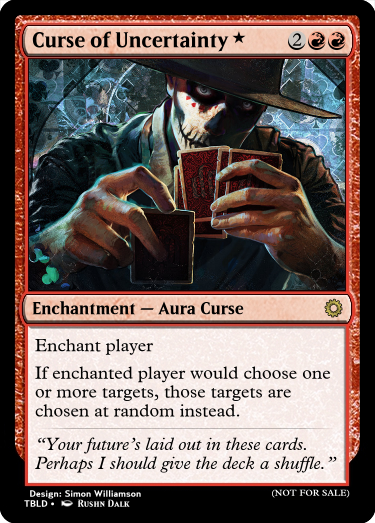 Curse of Uncertainty ★ 2
Enchantment — Aura Curse
Enchant player
If enchanted player would choose one
or more targets, those targets are
chosen at random instead.
“Your future’s laid out in these cards.
Perhaps I should give the deck a shuffle.”
Design: Simon Williamson
(NOT FOR SALE)
TBLD • Rushn Dalk